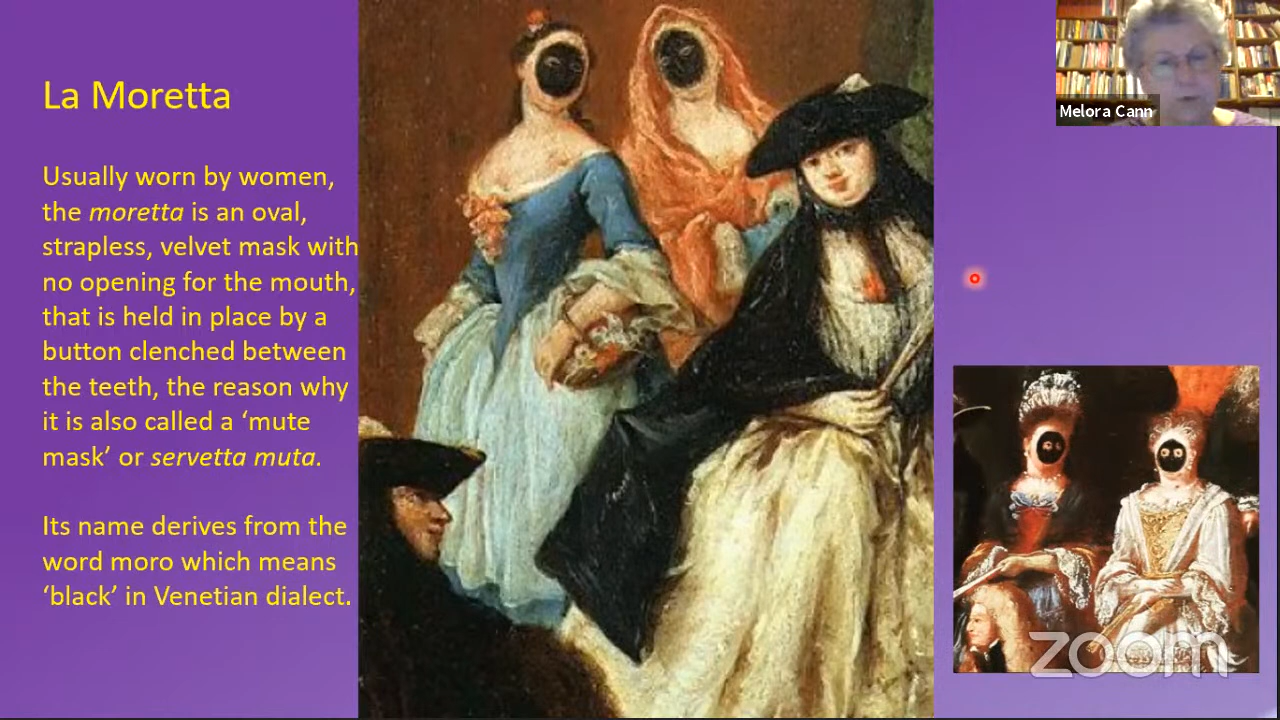 La Moretta
Usually worn by women,
the moretta is an oval,
strapless, velvet mask with
no opening for the mouth,
that is held in place by a
button clenched between
the teeth, the reason why
it is also called a ‘mute
mask’ or servetta muta.
Its name derives from the
word moro which means
‘black’ in Venetian dialect.
Melora Cann
zoom